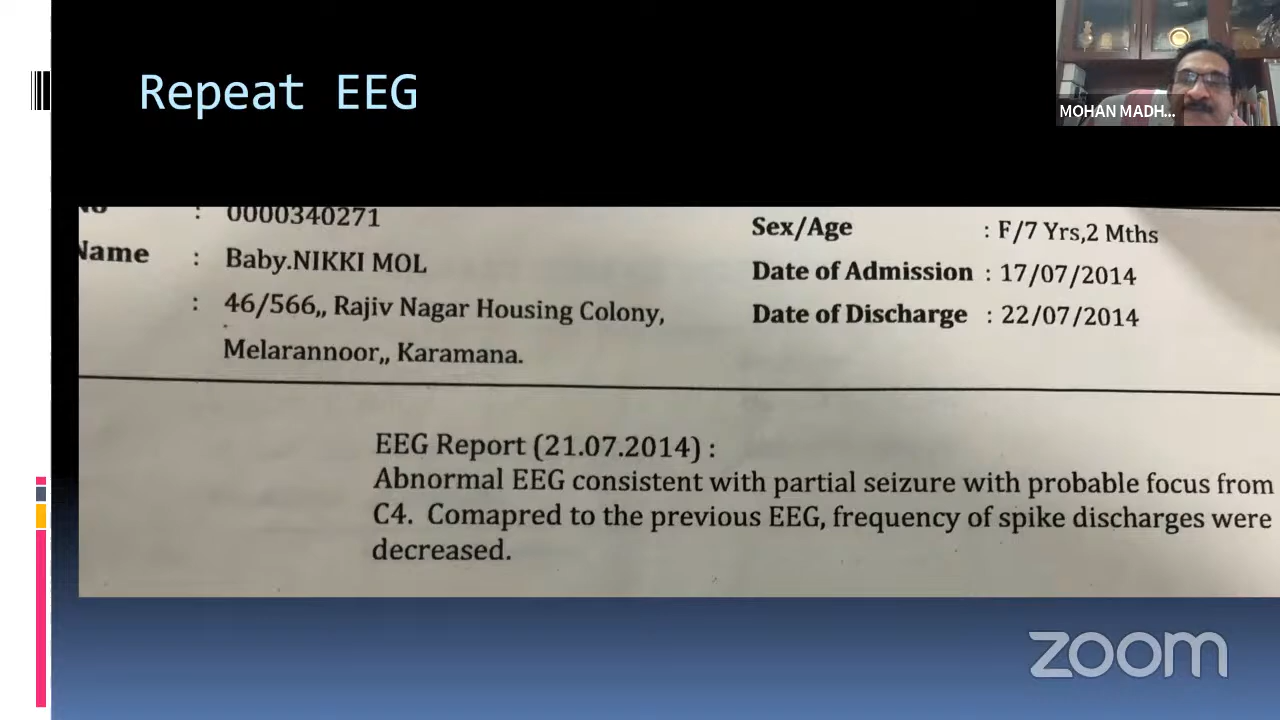 Repeat EEG
MOHAN MADH...
: 0000340271
Name : Baby.NIKKI MOL
: 46/566,, Rajiv Nagar Housing Colony,
Melarannoor,, Karamana.
Sex/Age : F/7 Yrs,2 Mths
Date of Admission : 17/07/2014
Date of Discharge : 22/07/2014
EEG Report (21.07.2014) :
Abnormal EEG consistent with partial seizure with probable focus from
C4. Comapred to the previous EEG, frequency of spike discharges were
decreased.
zoom